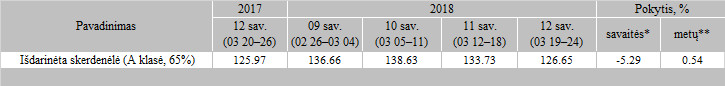 Pavadinimas 2017 2018 Pokytis, %
12 sav. (03 20–26) 09 sav. (02 26–03 04) 10 sav. (03 05–11) 11 sav. (03 12–18) 12 sav. (03 19–24) savaitės* metų**
Išdarinėta skerdenėlė (A klasė, 65%) 125.97 136.66 138.63 133.73 126.65 -5.29 0.54